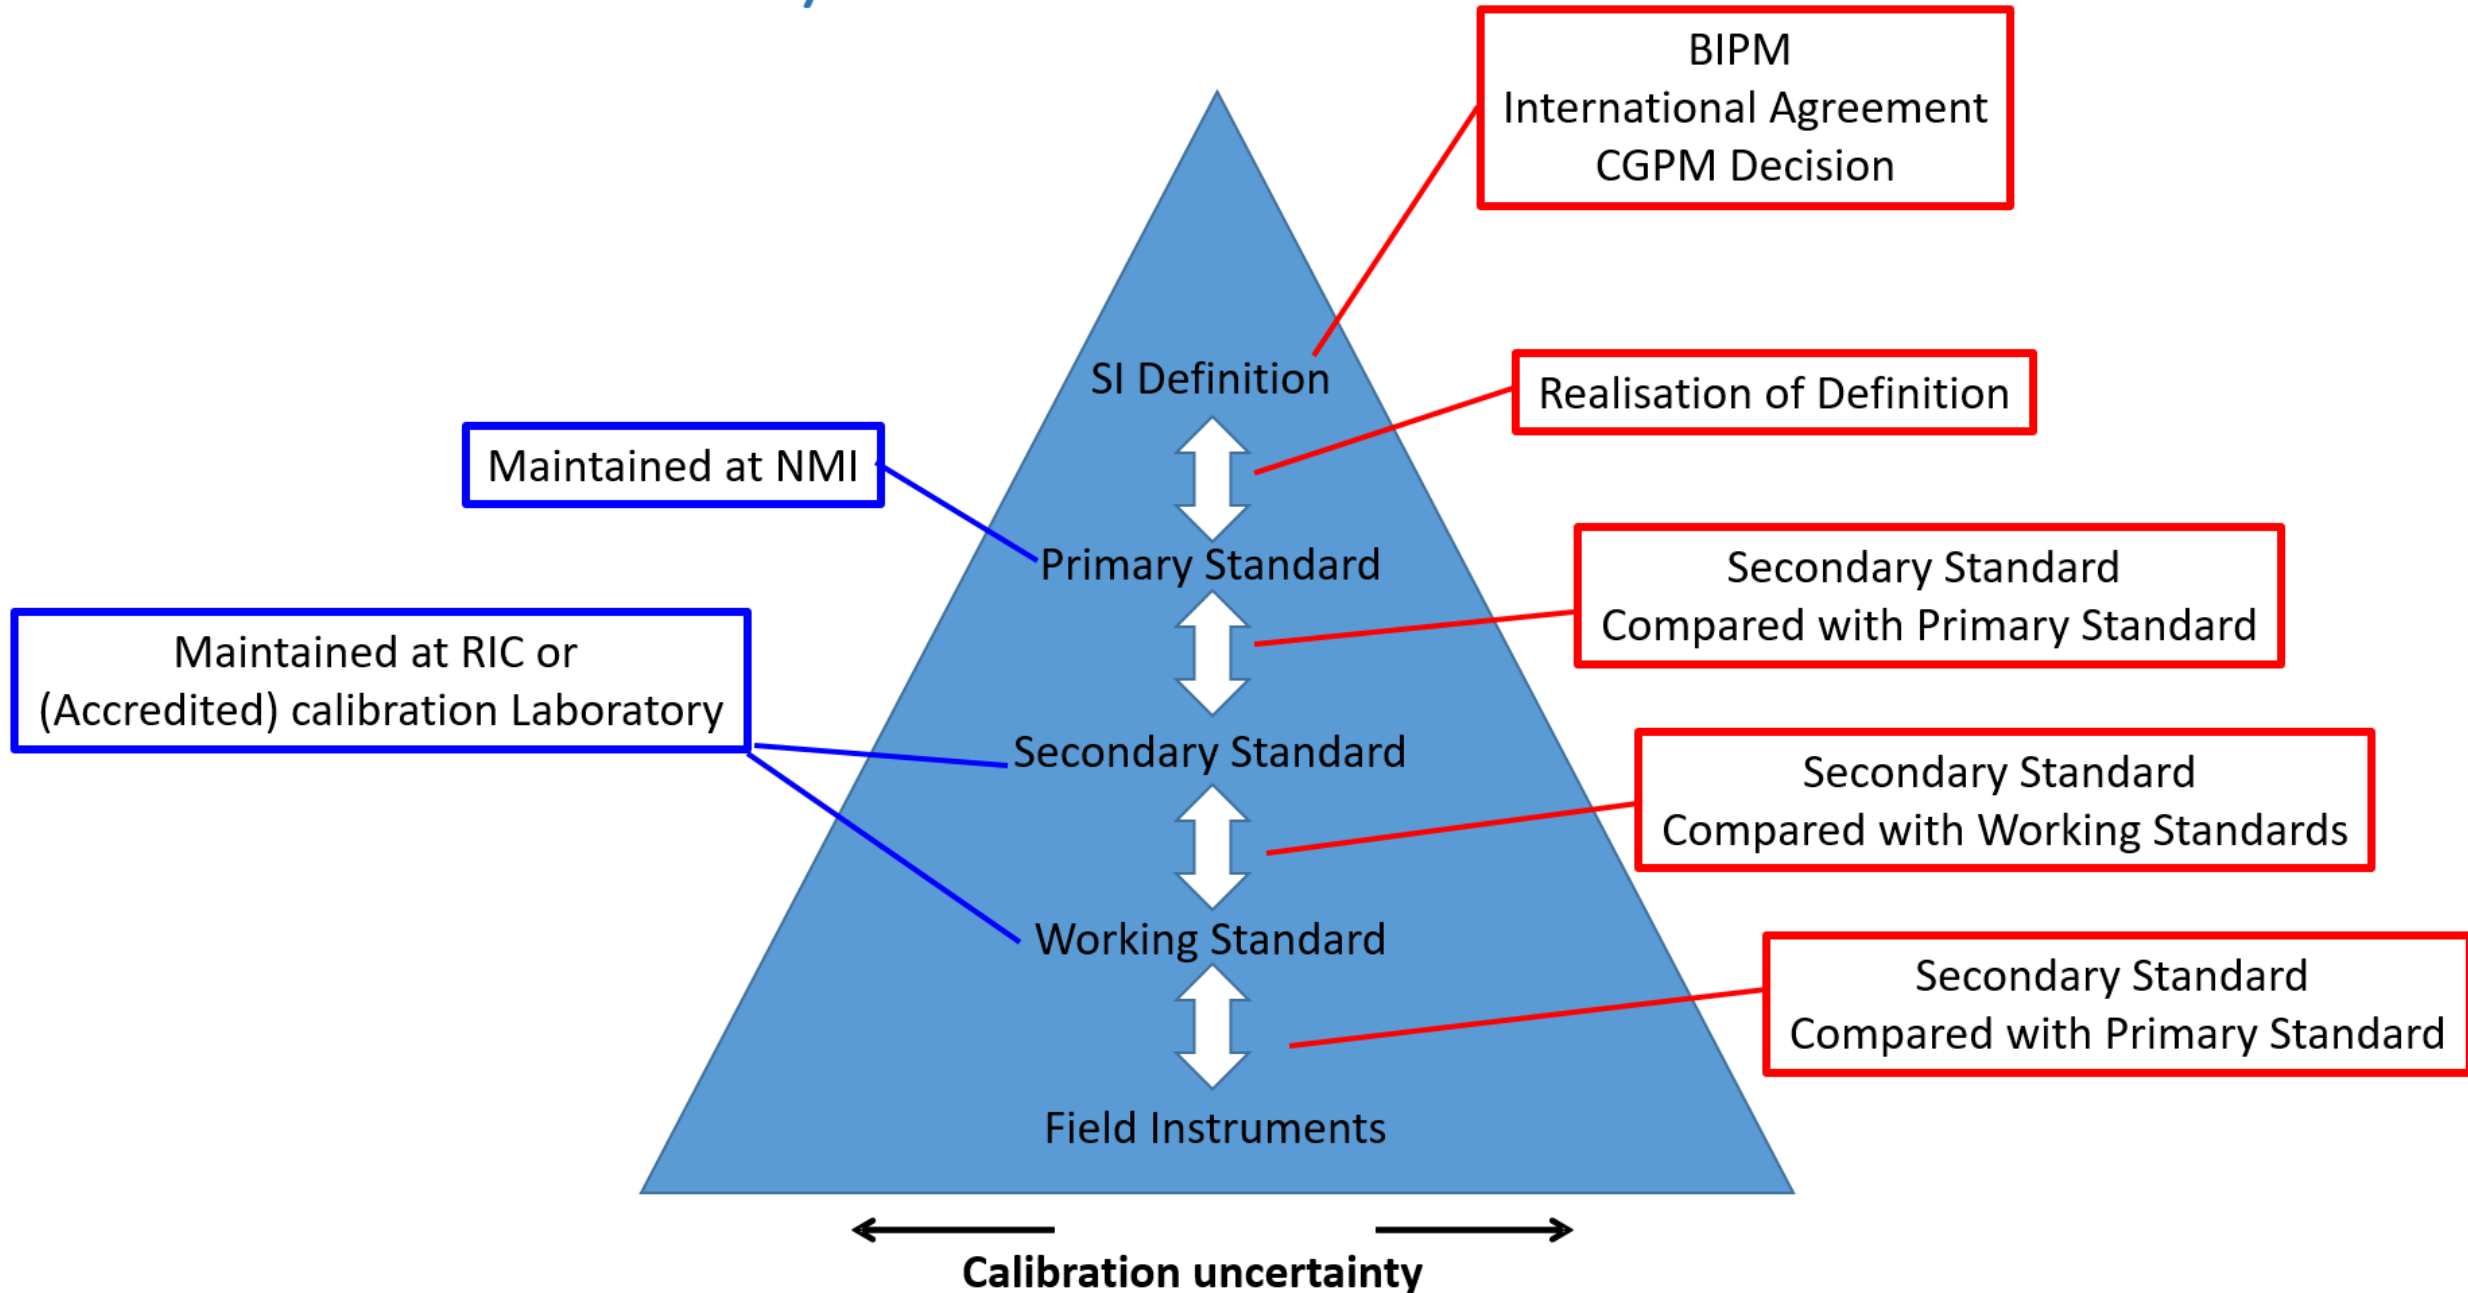 BIPM
International Agreement
CGPM Decision
SI Definition
Realisation of Definition
Maintained at NMI
Primary Standard
Secondary Standard
Compared with Primary Standard
Maintained at RIC or
(Accredited) calibration Laboratory
Secondary Standard
Secondary Standard
Compared with Working Standards
Working Standard
Secondary Standard
Compared with Primary Standard
Field Instruments
Calibration uncertainty